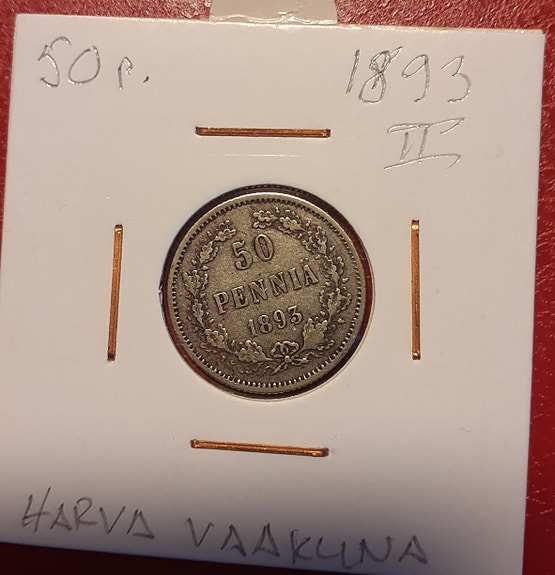 50 p. 1893
II
50
PENNIÄ
1893
HARVA VAAKUNA